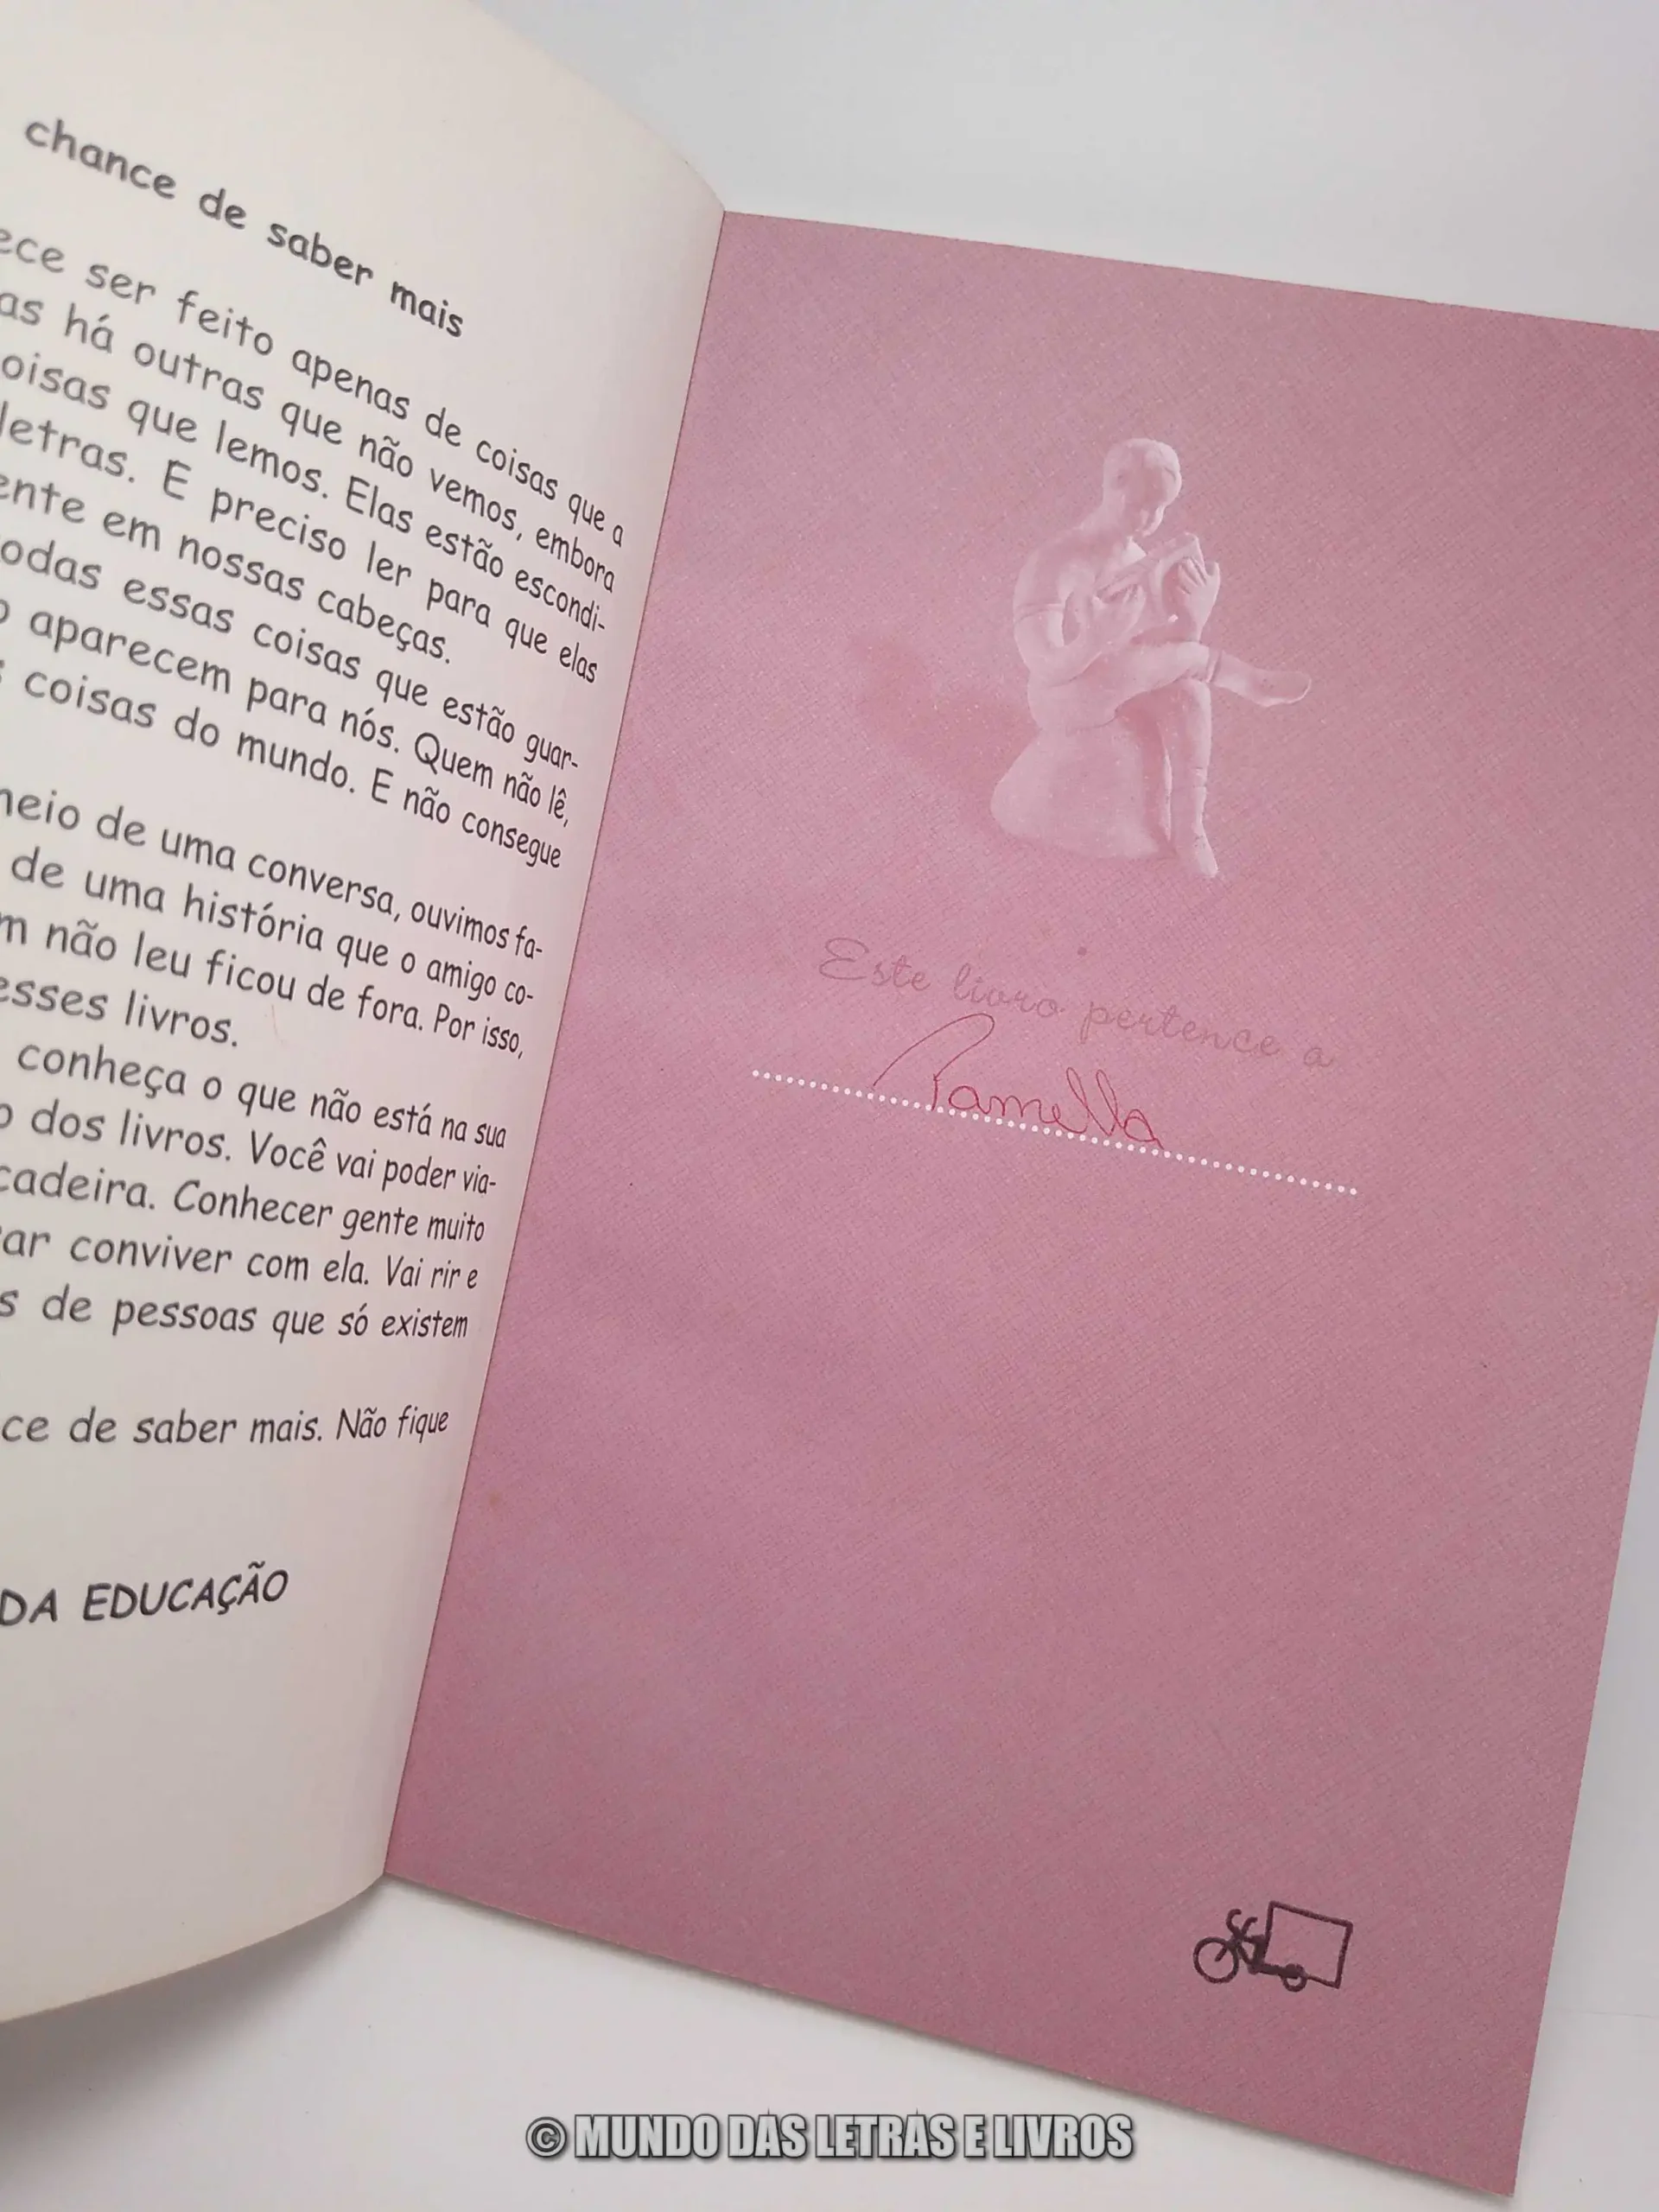 chance de saber mais
ece ser feito apenas de coisas que a
as há outras que não vemos, embora
oisas que lemos. Elas estão escondi-
letras. E preciso ler para que elas
ente em nossas cabeças.
odas essas coisas que estão guar-
o aparecem para nós. Quem não lê,
s coisas do mundo. E não consegue
meio de uma conversa, ouvimos fa-
de uma história que o amigo co-
m não leu ficou de fora. Por isso,
esses livros.
conheça o que não está na sua
o dos livros. Você vai poder via-
cadeira. Conhecer gente muito
ar conviver com ela. Vai rir e
s de pessoas que só existem
ce de saber mais. Não fique
DA EDUCAÇÃO
Este livro pertence a
Pamella
© MUNDO DAS LETRAS E LIVROS